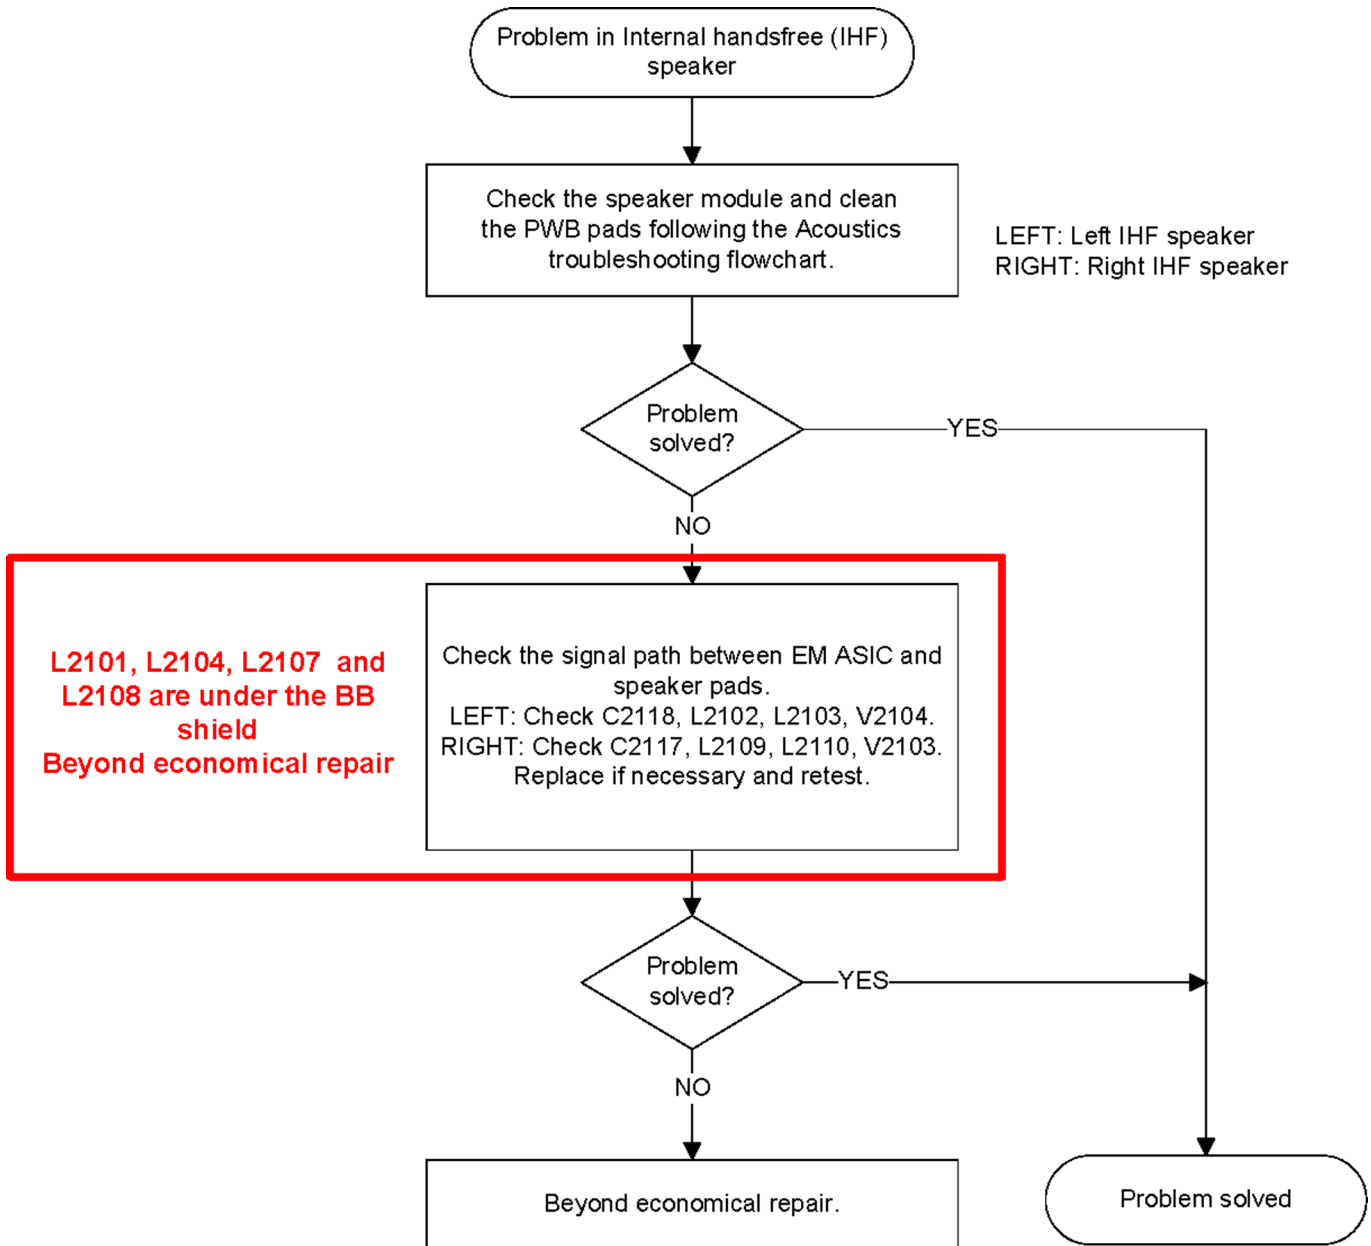 Problem in Internal handsfree (IHF)
speaker
Check the speaker module and clean
the PWB pads following the Acoustics
troubleshooting flowchart.
LEFT: Left IHF speaker
RIGHT: Right IHF speaker
Problem
solved?
YES
NO
L2101, L2104, L2107 and
L2108 are under the BB
shield
Beyond economical repair
Check the signal path between EM ASIC and
speaker pads.
LEFT: Check C2118, L2102, L2103, V2104.
RIGHT: Check C2117, L2109, L2110, V2103.
Replace if necessary and retest.
Problem
solved?
YES
NO
Beyond economical repair.
Problem solved